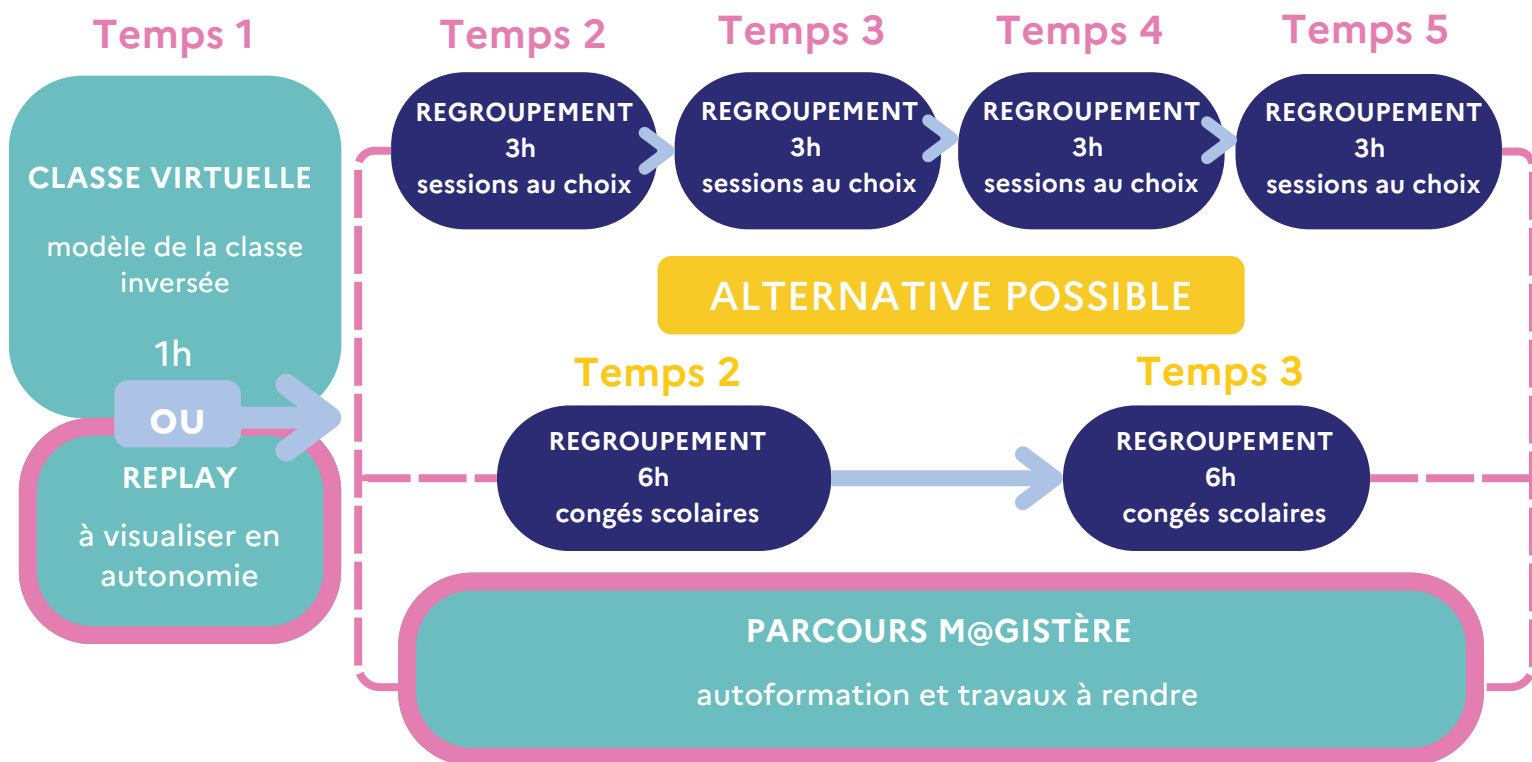 Temps 1
CLASSE VIRTUELLE
modèle de la classe
inversée
1h
OU
REPLAY
à visualiser en
autonomie
Temps 2
REGROUPEMENT
3h
sessions au choix
Temps 3
REGROUPEMENT
3h
sessions au choix
Temps 4
REGROUPEMENT
3h
sessions au choix
Temps 5
REGROUPEMENT
3h
sessions au choix
ALTERNATIVE POSSIBLE
Temps 2
REGROUPEMENT
6h
congés scolaires
Temps 3
REGROUPEMENT
6h
congés scolaires
PARCOURS M@GISTÈRE
autoformation et travaux à rendre